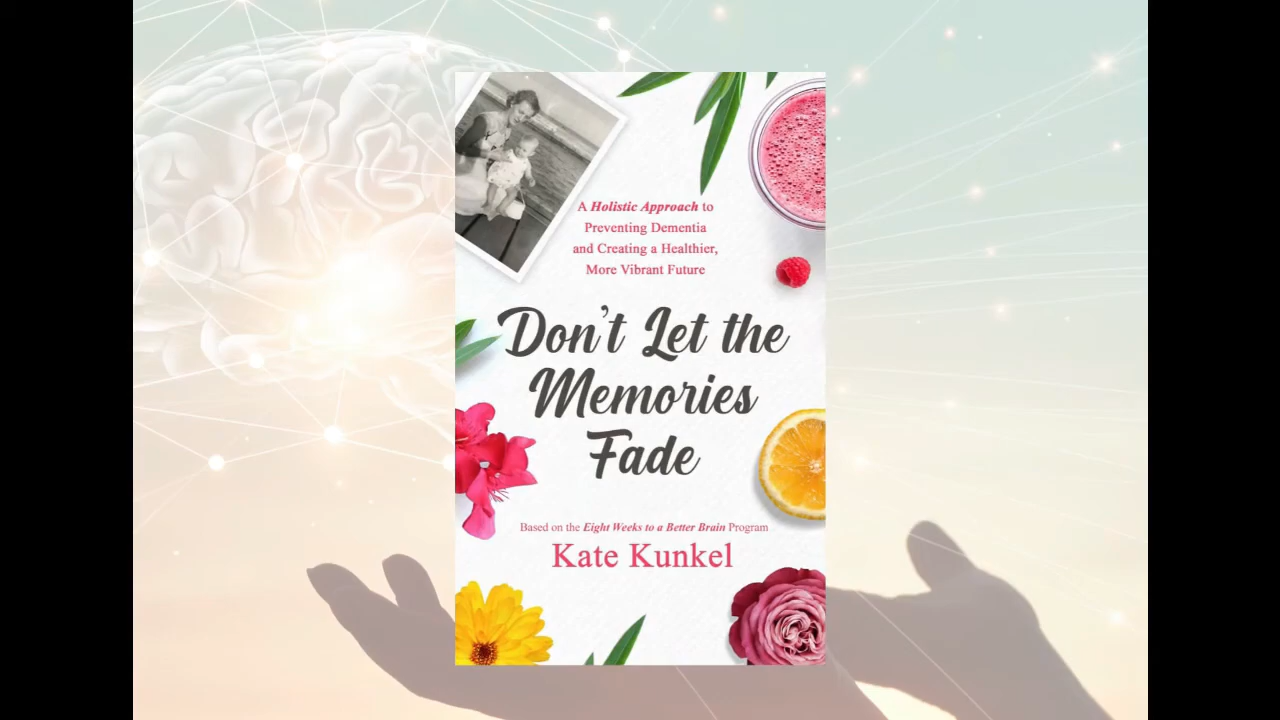 A Holistic Approach to
Preventing Dementia
and Creating a Healthier,
More Vibrant Future
Don't Let the
Memories
Fade
Based on the Eight Weeks to a Better Brain Program
Kate Kunkel